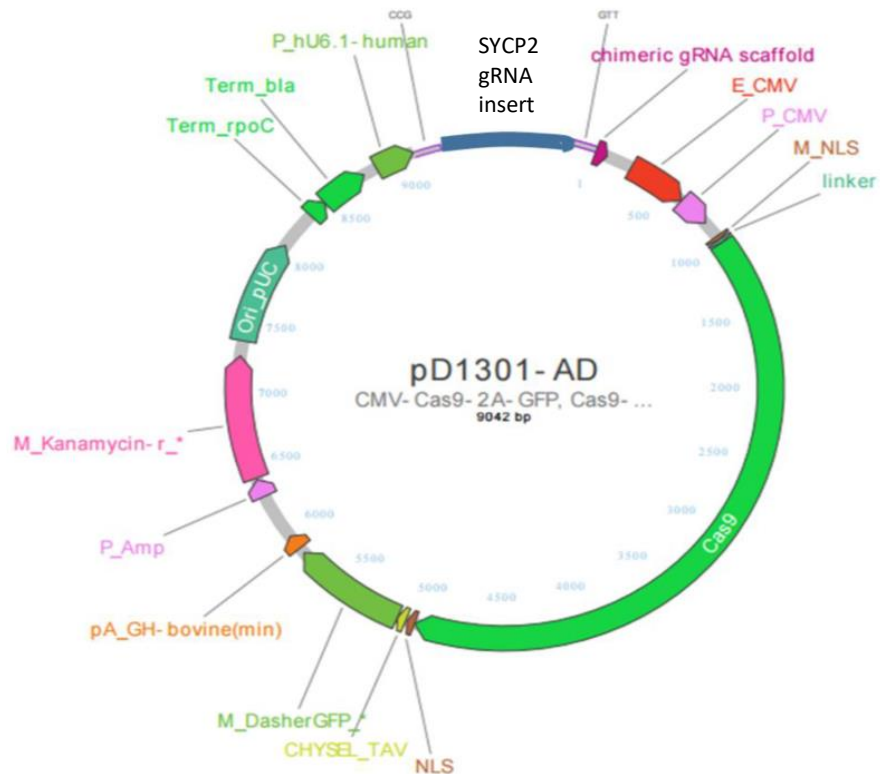 CCG
GTT
P_hU6.1-human
SYCP2
gRNA
insert
chimeric gRNA scaffold
Term_bla
E_CMV
Term_rpoC
P_CMV
M_NLS
linker
9000
1
500
8500
1000
8000
Ori_pUC
1500
7500
pD1301-AD
CMV-Cas9-2A-GFP, Cas9-...
9042 bp
2000
7000
M_Kanamycin-r_*
6500
2500
3000
6000
Cas9
P_Amp
5500
3500
5000
4000
4500
pA_GH-bovine(min)
M_DasherGFP_*
CHYSEL_TAV
NLS